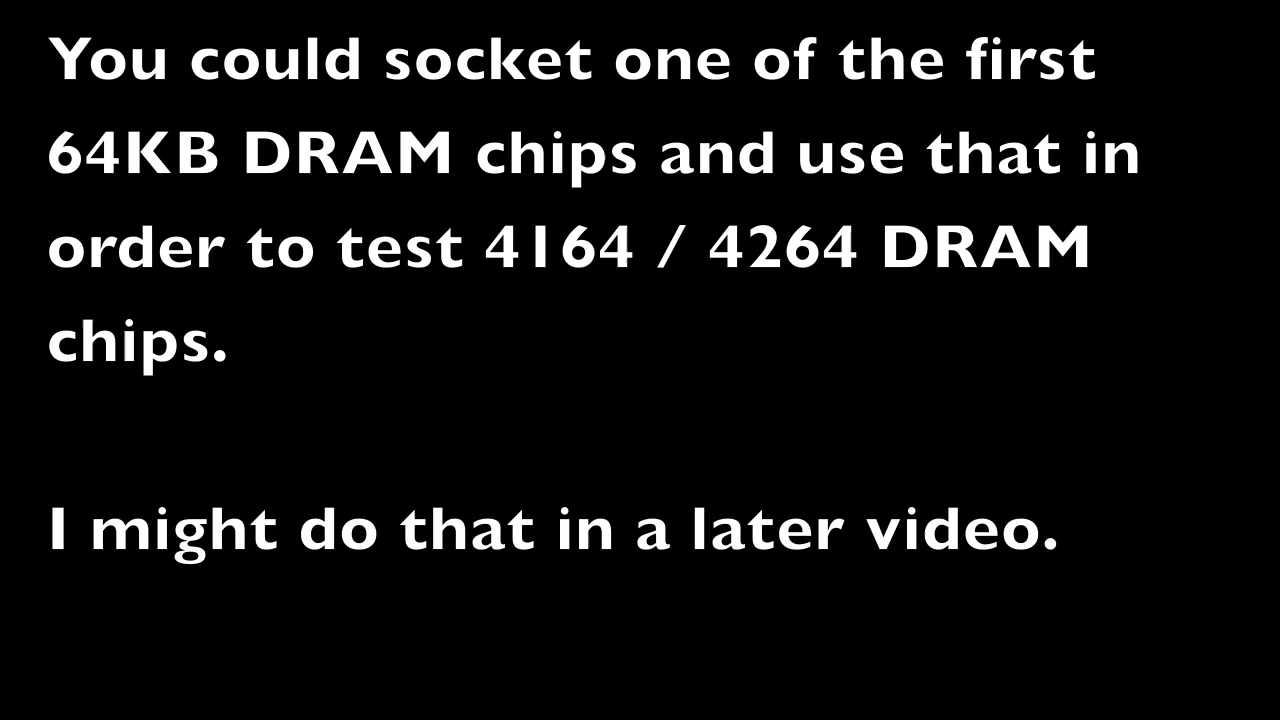 You could socket one of the first
64KB DRAM chips and use that in
order to test 4164 / 4264 DRAM
chips.
I might do that in a later video.